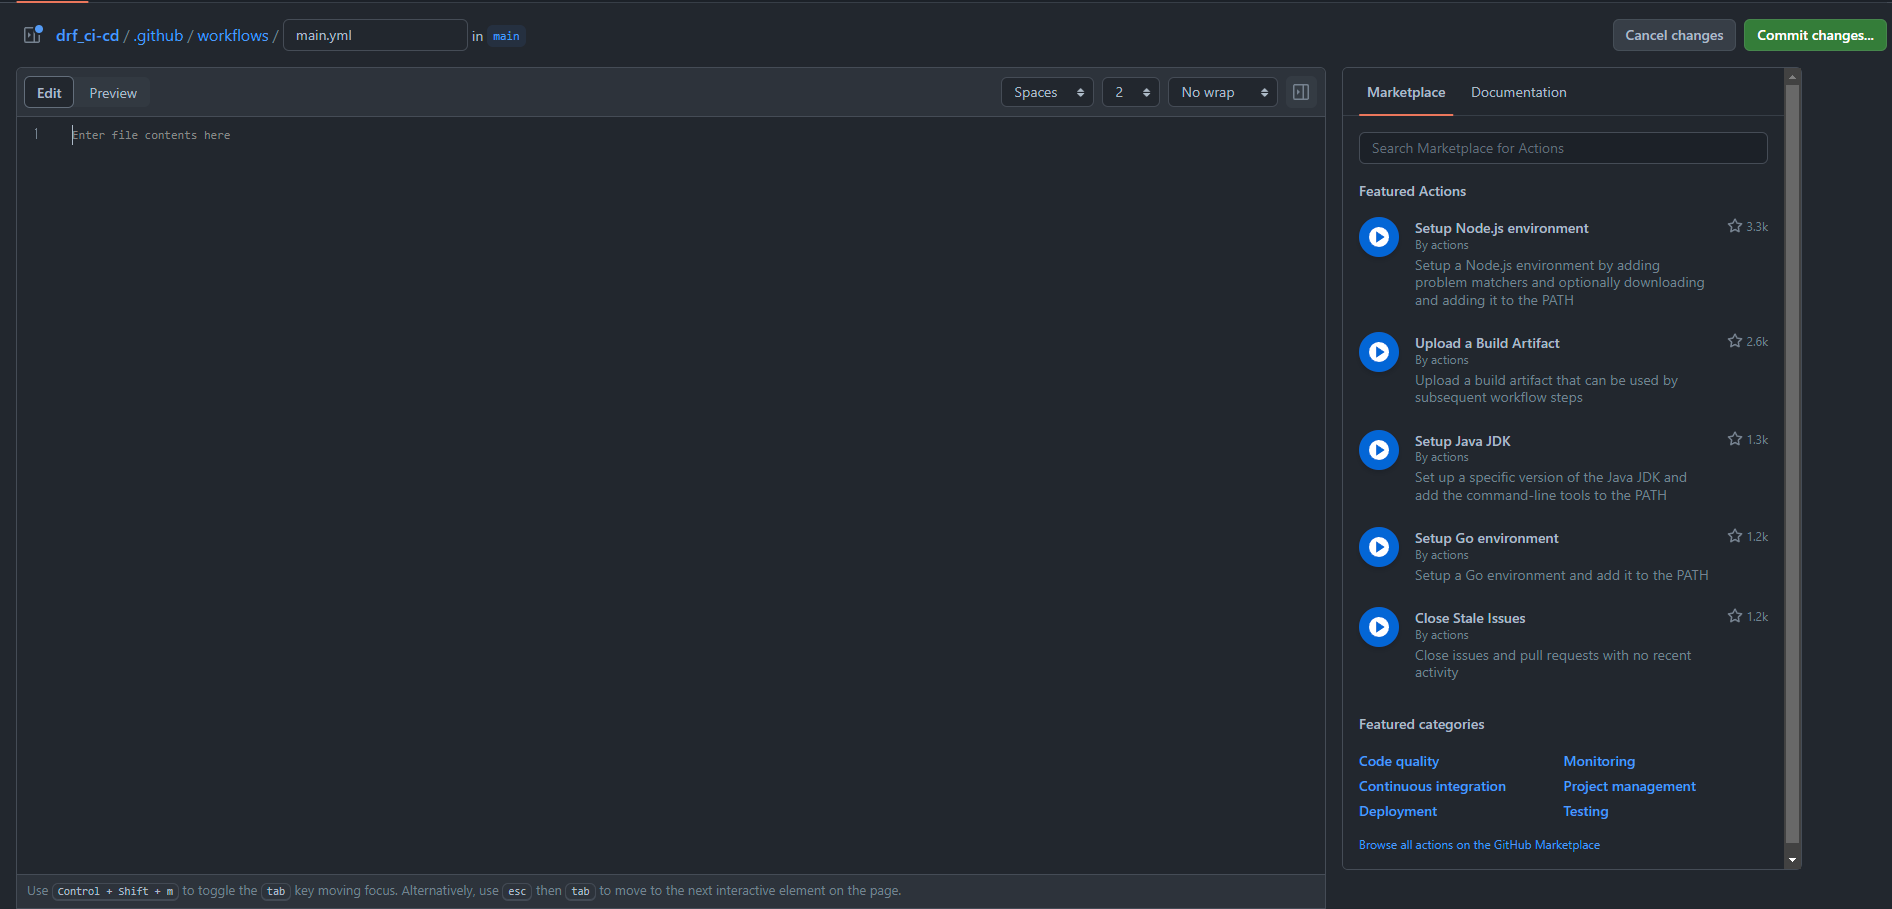 drf_ci-cd / .github / workflows / main.yml in main
Cancel changes Commit changes...
Edit Preview
Spaces 2 No wrap
1 Enter file contents here
Use Control + Shift + m to toggle the tab key moving focus. Alternatively, use esc then tab to move to the next interactive element on the page.
Marketplace Documentation
Search Marketplace for Actions
Featured Actions
Setup Node.js environment 3.3k
By actions
Setup a Node.js environment by adding
problem matchers and optionally downloading
and adding it to the PATH
Upload a Build Artifact 2.6k
By actions
Upload a build artifact that can be used by
subsequent workflow steps
Setup Java JDK 1.3k
By actions
Set up a specific version of the Java JDK and
add the command-line tools to the PATH
Setup Go environment 1.2k
By actions
Setup a Go environment and add it to the PATH
Close Stale Issues 1.2k
By actions
Close issues and pull requests with no recent
activity
Featured categories
Code quality Monitoring
Continuous integration Project management
Deployment Testing
Browse all actions on the GitHub Marketplace